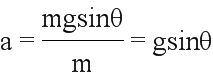 a = mgsinθ/m = gsinθ